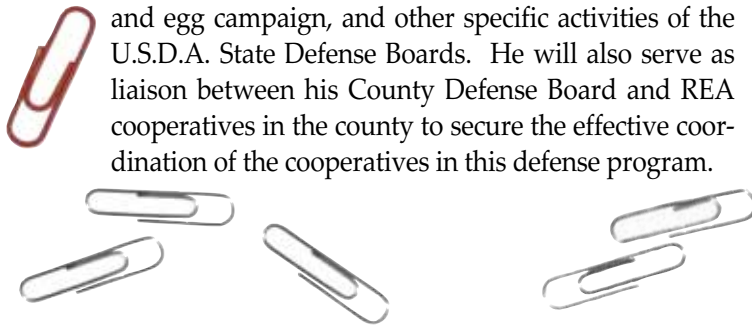 and egg campaign, and other specific activities of the
U.S.D.A. State Defense Boards. He will also serve as
liaison between his County Defense Board and REA
cooperatives in the county to secure the effective coor-
dination of the cooperatives in this defense program.